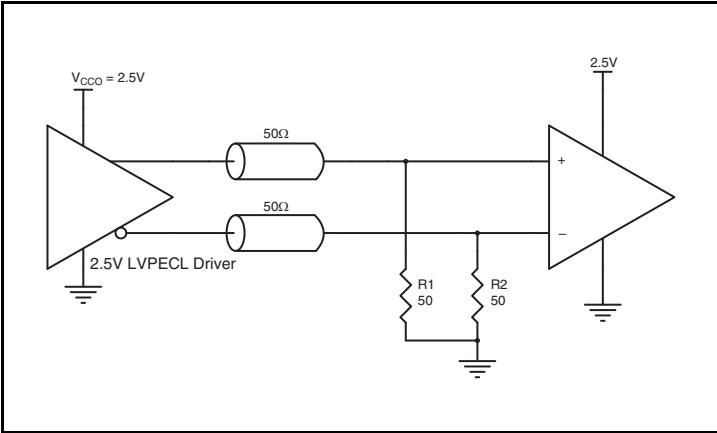 V_CCO = 2.5V
2.5V
50Ω
+
50Ω
−
2.5V LVPECL Driver
R1
50
R2
50